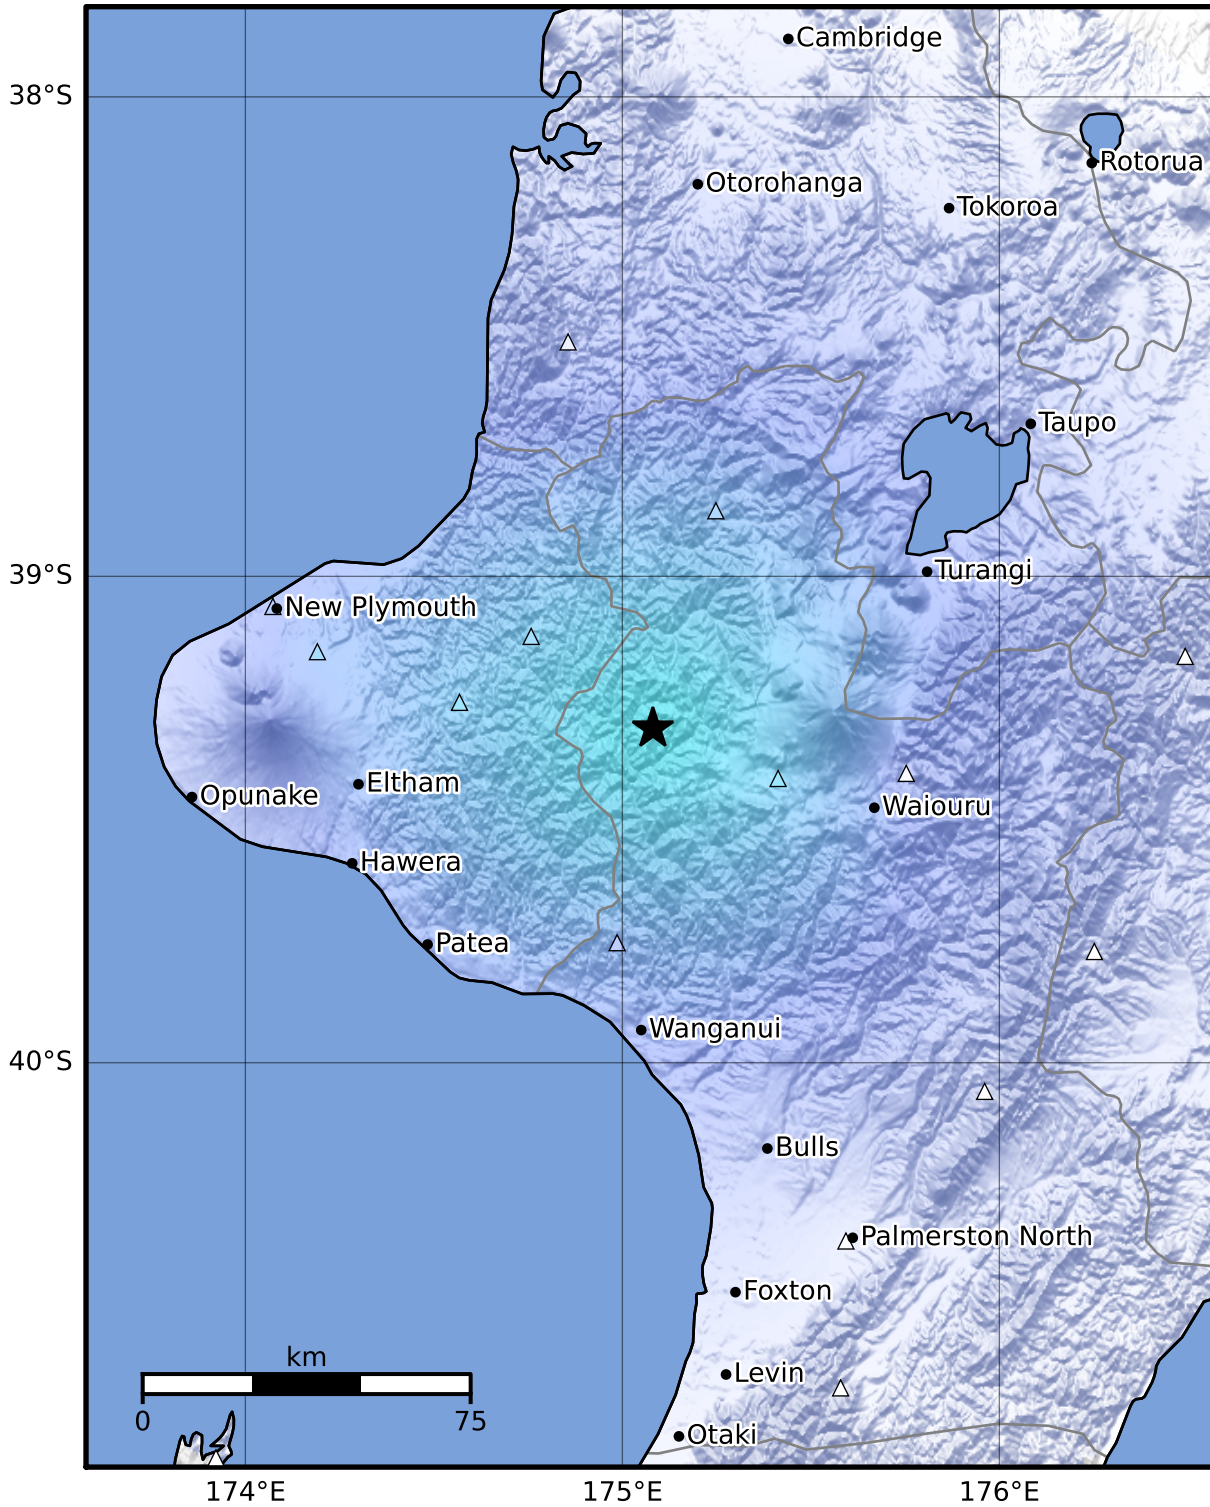 Cambridge
38°S
Rotorua
Otorohanga
Tokoroa
Taupo
Turangi
39°S
New Plymouth
Eltham
Opunake
Waiouru
Hawera
Patea
Wanganui
40°S
Bulls
Palmerston North
Foxton
km
Levin
0 75
Otaki
174°E 175°E 176°E